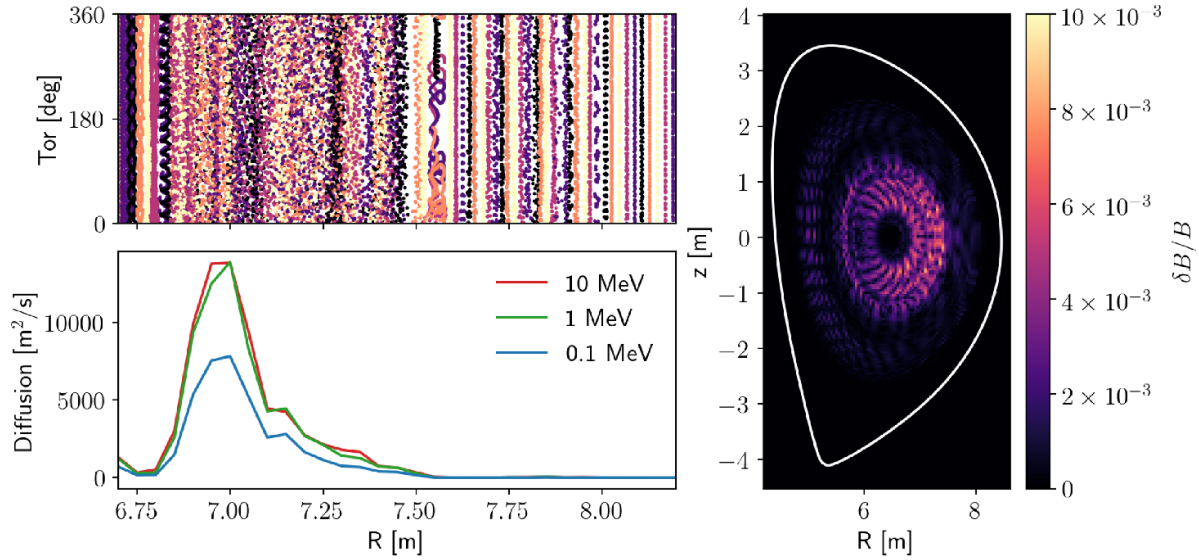 360
180
0
Tor [deg]
10000
5000
0
Diffusion [m²/s]
10 MeV
1 MeV
0.1 MeV
6.75 7.00 7.25 7.50 7.75 8.00
R [m]
4
3
2
1
0
−1
−2
−3
−4
z [m]
6 8
R [m]
10 × 10⁻³
8 × 10⁻³
6 × 10⁻³
4 × 10⁻³
2 × 10⁻³
0
δB/B